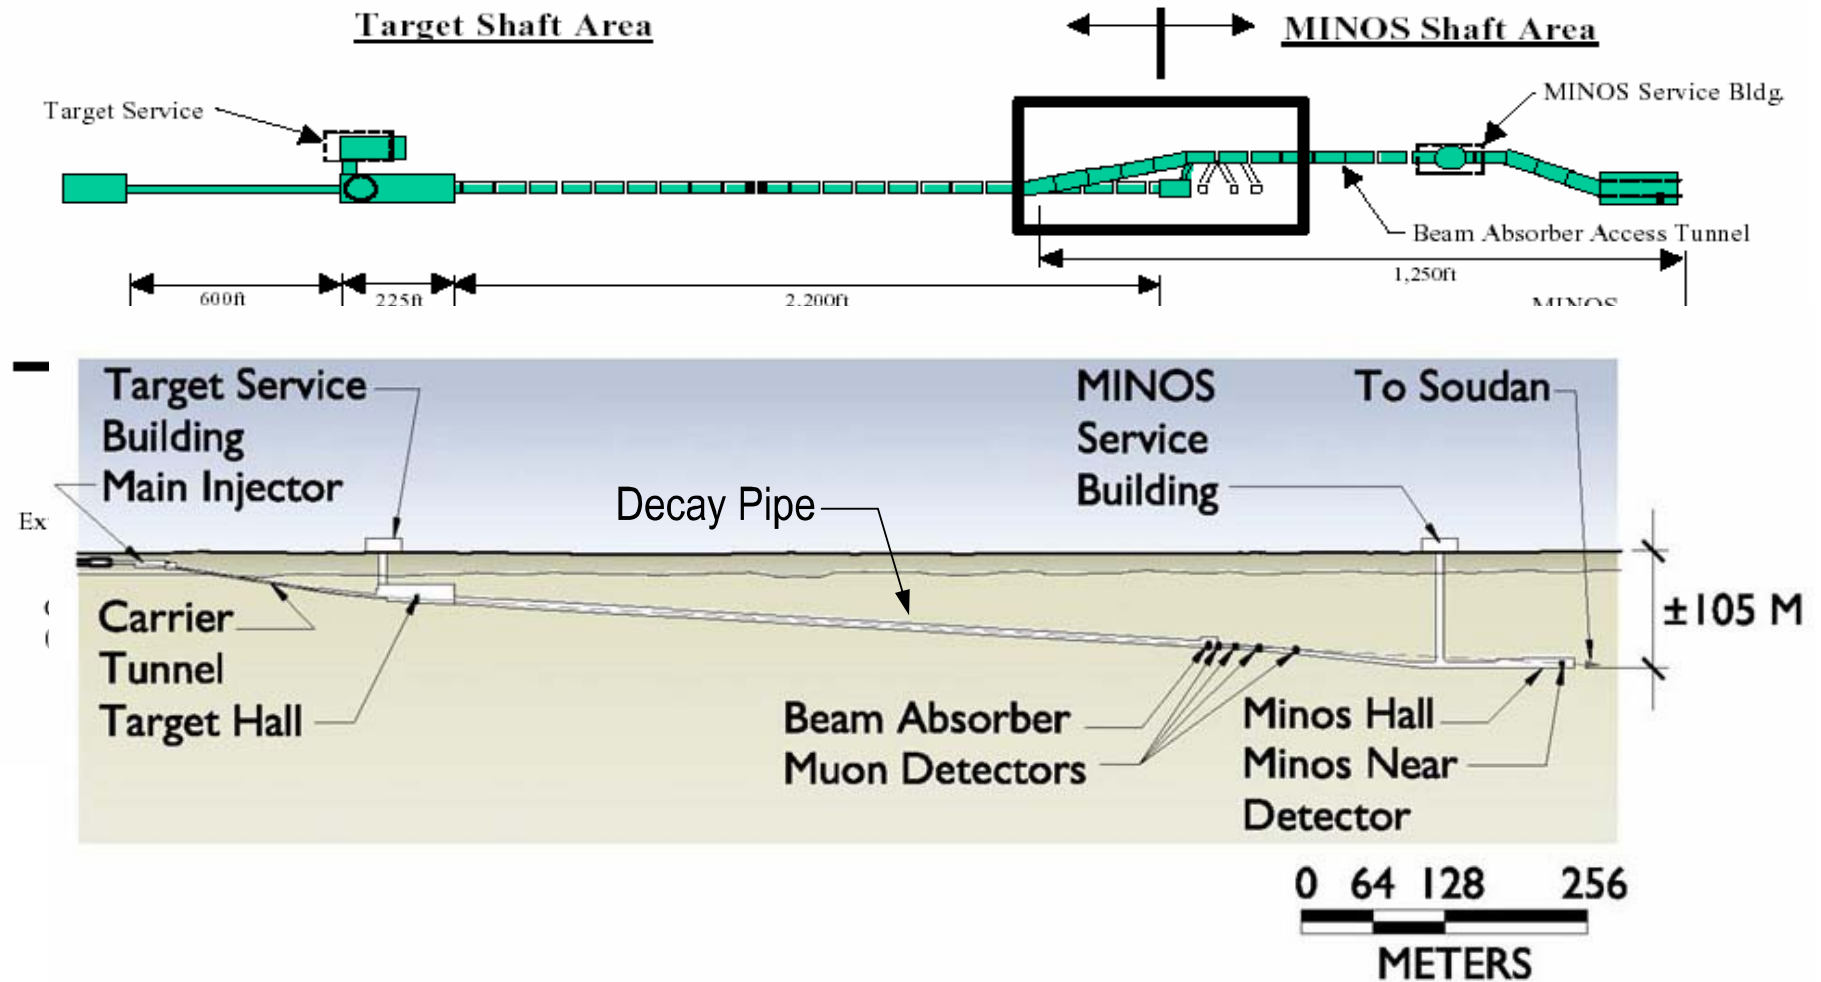 Target Shaft Area
MINOS Shaft Area
Target Service
MINOS Service Bldg.
Beam Absorber Access Tunnel
600ft
225ft
2,200ft
1,250ft
MINOS
Target Service
Building
Main Injector
Decay Pipe
MINOS
Service
Building
To Soudan
Ex
Carrier
Tunnel
Target Hall
±105 M
Beam Absorber
Muon Detectors
Minos Hall
Minos Near
Detector
0 64 128 256
METERS